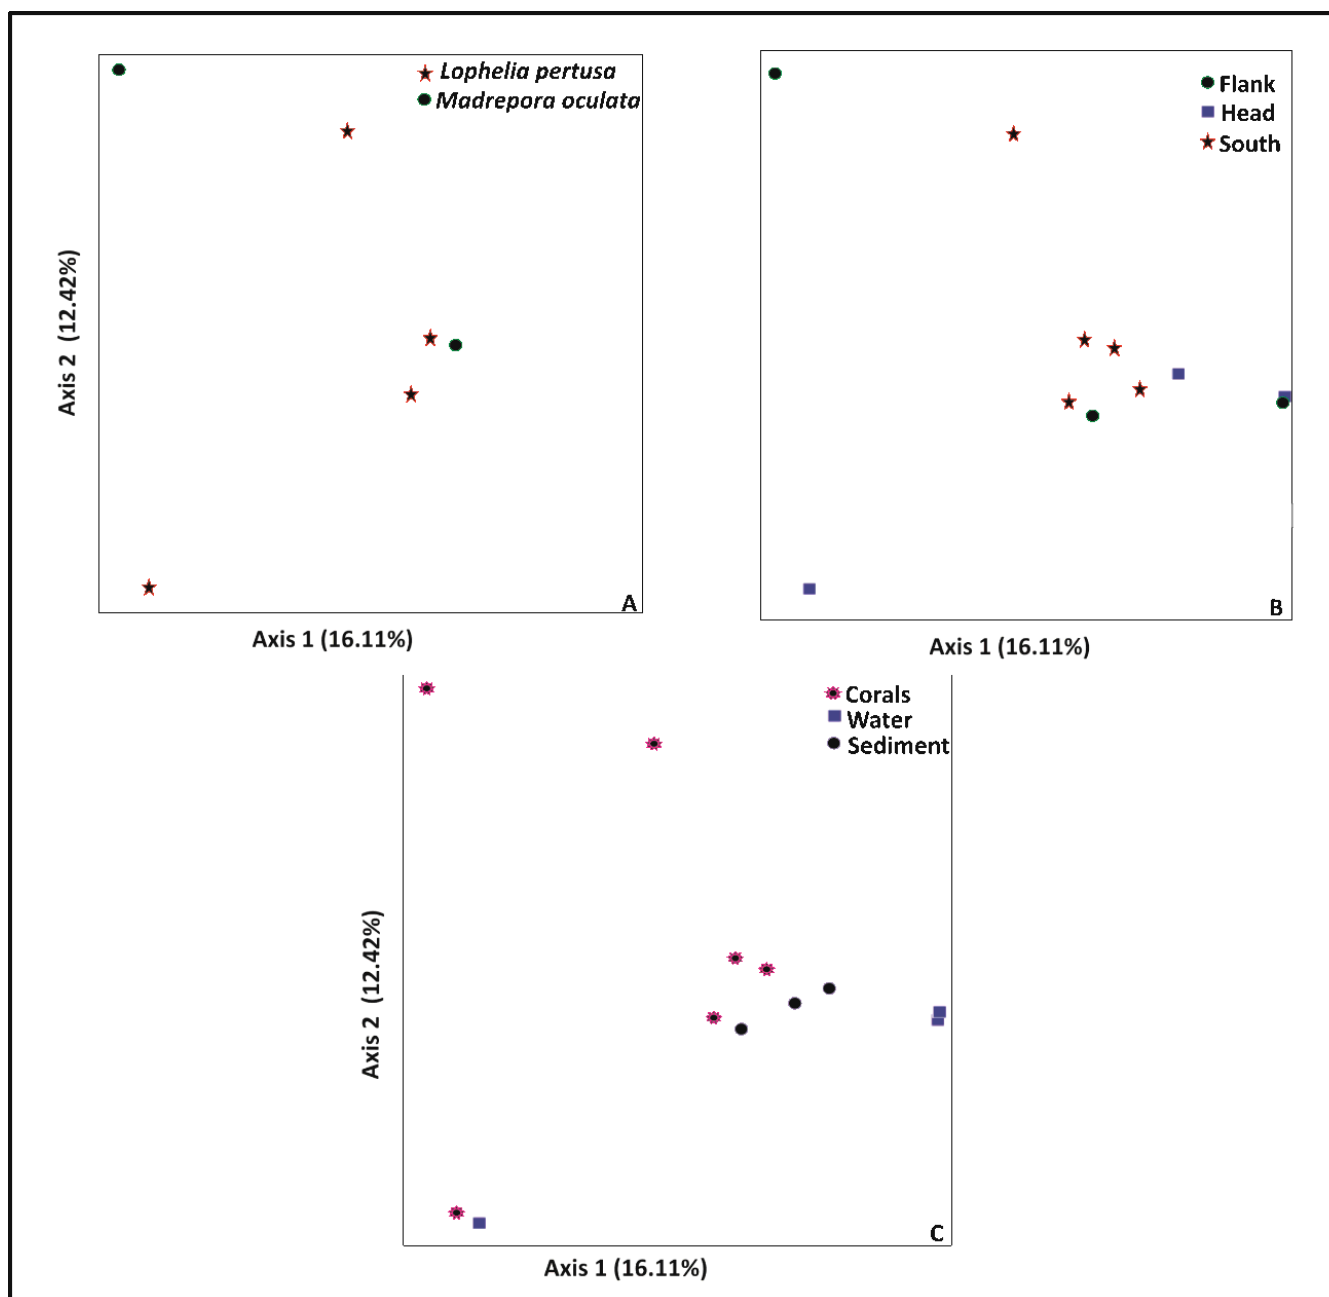 Lophelia pertusa
Madrepora oculata
Axis 2 (12.42%)
A
Axis 1 (16.11%)
Flank
Head
South
B
Axis 1 (16.11%)
Corals
Water
Sediment
Axis 2 (12.42%)
C
Axis 1 (16.11%)